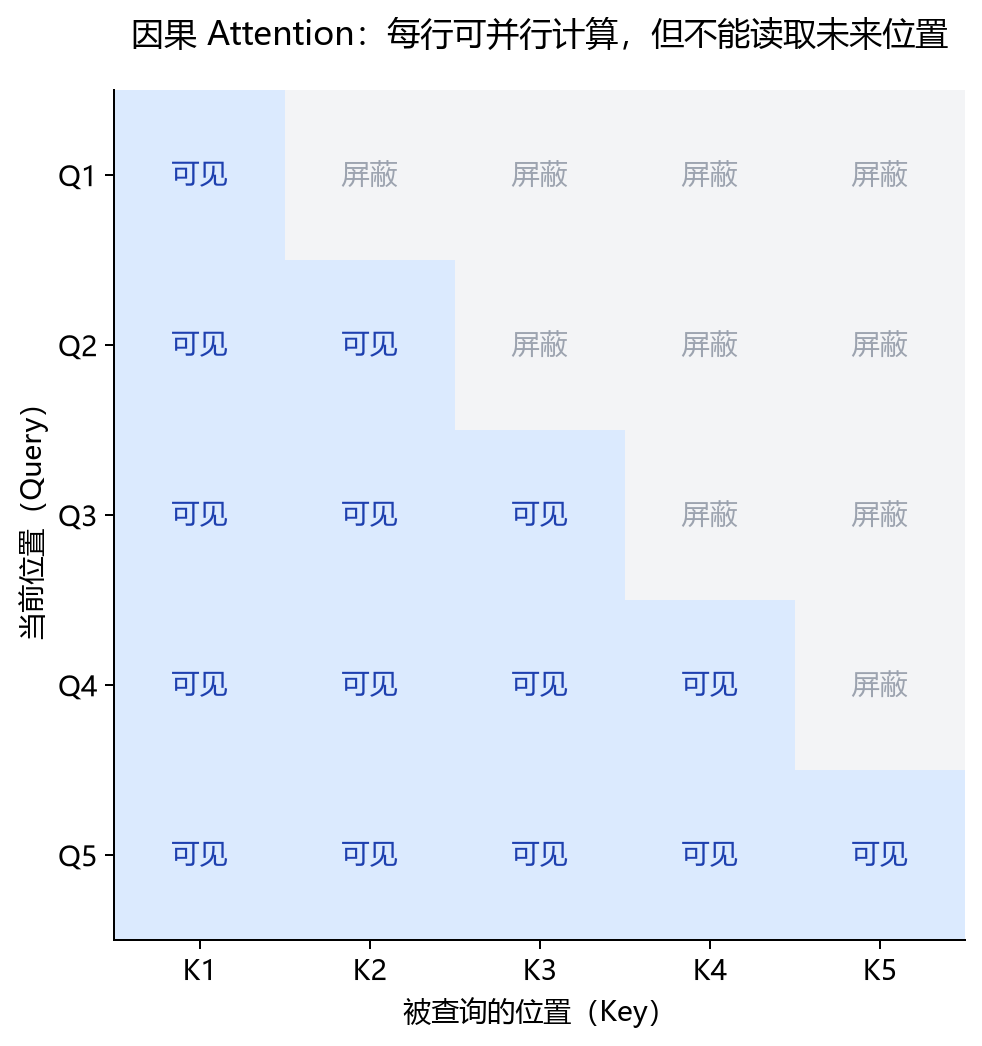 因果 Attention：每行可并行计算，但不能读取未来位置
当前位置（Query）
Q1 可见 屏蔽 屏蔽 屏蔽 屏蔽
Q2 可见 可见 屏蔽 屏蔽 屏蔽
Q3 可见 可见 可见 屏蔽 屏蔽
Q4 可见 可见 可见 可见 屏蔽
Q5 可见 可见 可见 可见 可见
K1 K2 K3 K4 K5
被查询的位置（Key）